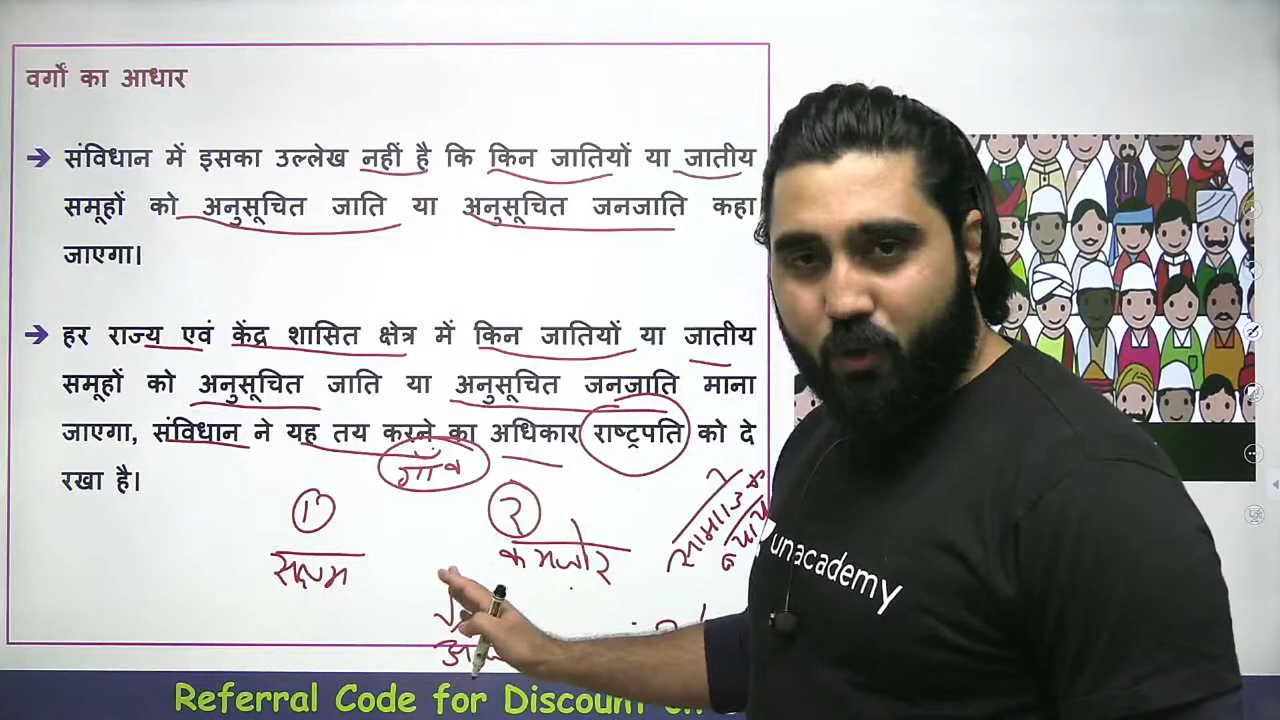 वर्गों का आधार
→ संविधान में इसका उल्लेख नहीं है कि किन जातियों या जातीय
समूहों को अनुसूचित जाति या अनुसूचित जनजाति कहा
जाएगा।
→ हर राज्य एवं केंद्र शासित क्षेत्र में किन जातियों या जातीय
समूहों को अनुसूचित जाति या अनुसूचित जनजाति माना
जाएगा, संविधान ने यह तय करने का अधिकार राष्ट्रपति को दे
रखा है।
गाँव
1
सक्षम
2
कमजोर
सामाजिक
न्याय
unacademy
Referral Code for Discount